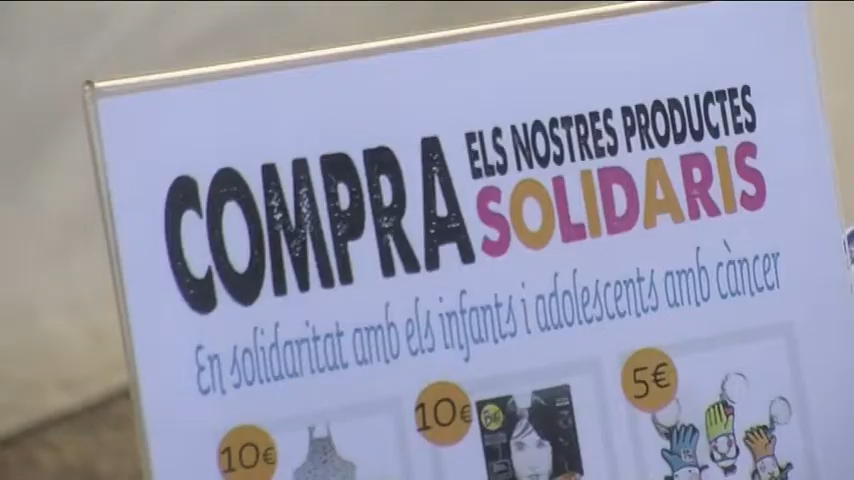 COMPRA ELS NOSTRES PRODUCTES
SOLIDARIS
En solidaritat amb els infants i adolescents amb càncer
10€
10€
5€